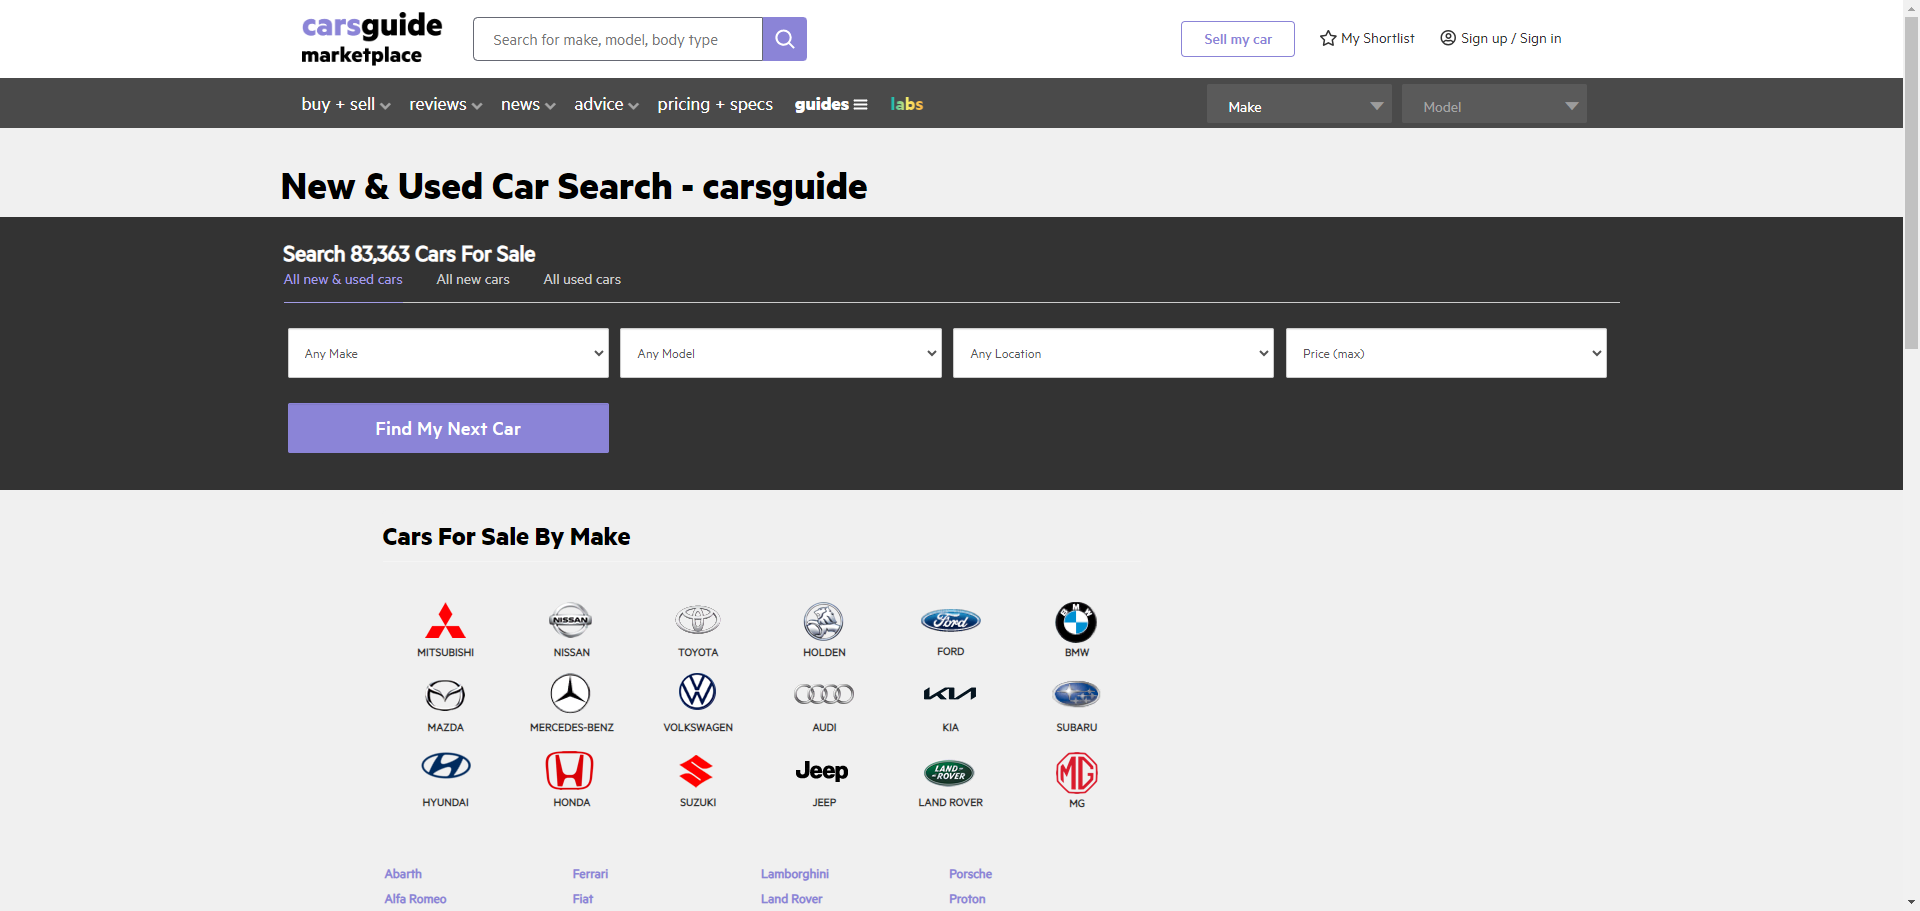 carsguide
marketplace
Search for make, model, body type
Sell my car
My Shortlist
Sign up / Sign in
buy + sell
reviews
news
advice
pricing + specs
guides
labs
Make
Model
New & Used Car Search - carsguide
Search 83,363 Cars For Sale
All new & used cars
All new cars
All used cars
Any Make
Any Model
Any Location
Price (max)
Find My Next Car
Cars For Sale By Make
NISSAN
Ford
BMW
MITSUBISHI
NISSAN
TOYOTA
HOLDEN
FORD
BMW
KIA
MAZDA
MERCEDES-BENZ
VOLKSWAGEN
AUDI
KIA
SUBARU
Jeep
LAND-
-ROVER
MG
HYUNDAI
HONDA
SUZUKI
JEEP
LAND ROVER
MG
Abarth
Ferrari
Lamborghini
Porsche
Alfa Romeo
Fiat
Land Rover
Proton